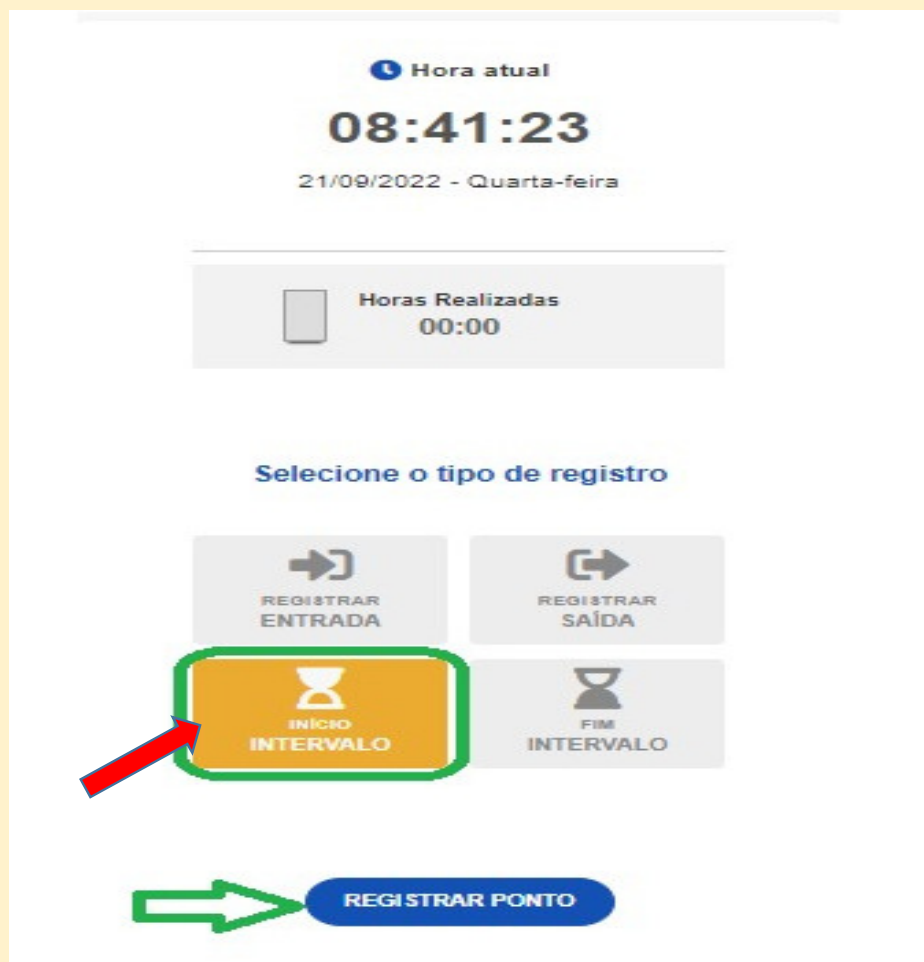 Hora atual
08:41:23
21/09/2022 - Quarta-feira
Horas Realizadas
00:00
Selecione o tipo de registro
REGISTRAR
ENTRADA
REGISTRAR
SAÍDA
INÍCIO
INTERVALO
FIM
INTERVALO
REGISTRAR PONTO